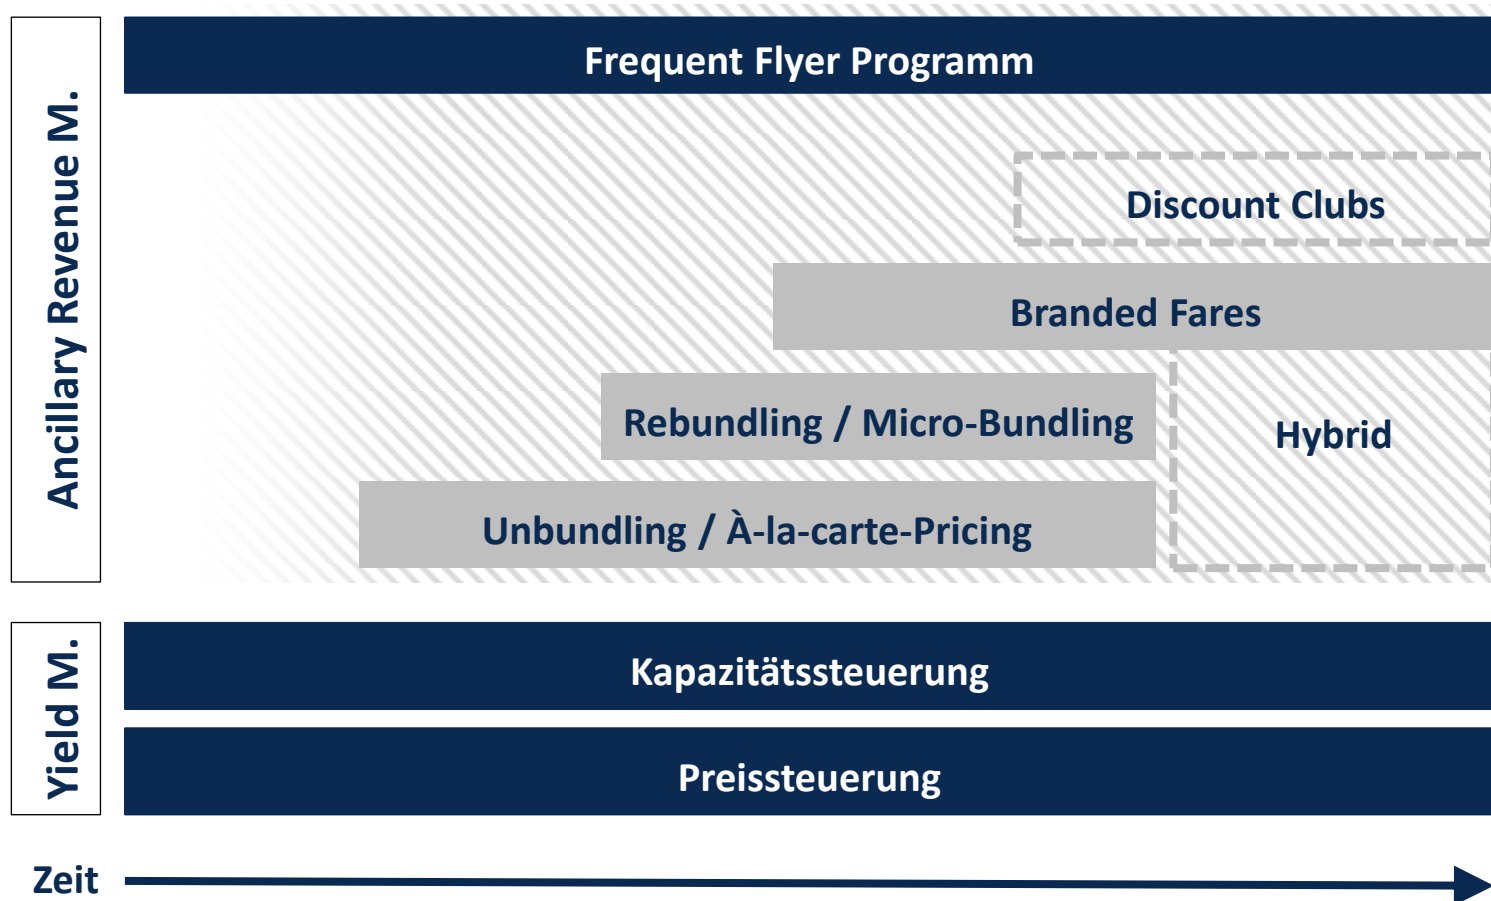 Ancillary Revenue M.
Frequent Flyer Programm
Discount Clubs
Branded Fares
Rebundling / Micro-Bundling
Hybrid
Unbundling / À-la-carte-Pricing
Yield M.
Kapazitätssteuerung
Preissteuerung
Zeit